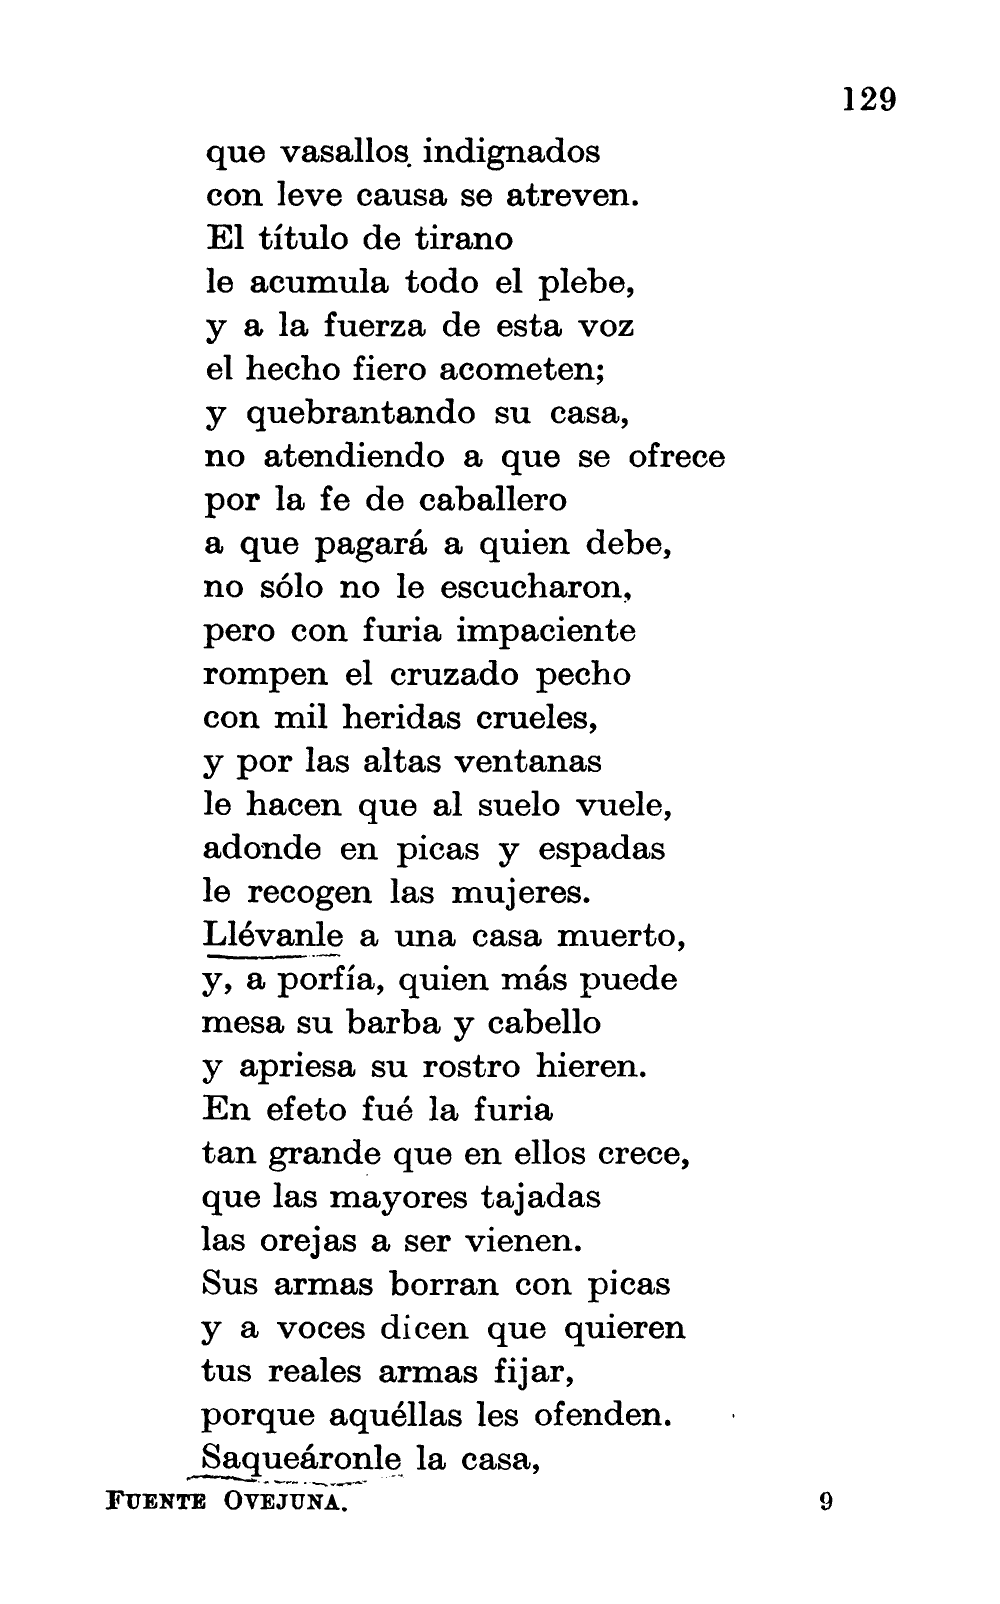 129
que vasallos indignados
con leve causa se atreven.
El título de tirano
le acumula todo el plebe,
y a la fuerza de esta voz
el hecho fiero acometen;
y quebrantando su casa,
no atendiendo a que se ofrece
por la fe de caballero
a que pagará a quien debe,
no sólo no le escucharon,
pero con furia impaciente
rompen el cruzado pecho
con mil heridas crueles,
y por las altas ventanas
le hacen que al suelo vuele,
adonde en picas y espadas
le recogen las mujeres.
Llévanle a una casa muerto,
y, a porfía, quien más puede
mesa su barba y cabello
y apriesa su rostro hieren.
En efeto fué la furia
tan grande que en ellos crece,
que las mayores tajadas
las orejas a ser vienen.
Sus armas borran con picas
y a voces dicen que quieren
tus reales armas fijar,
porque aquéllas les ofenden.
Saqueáronle la casa,
FUENTE OVEJUNA. 9